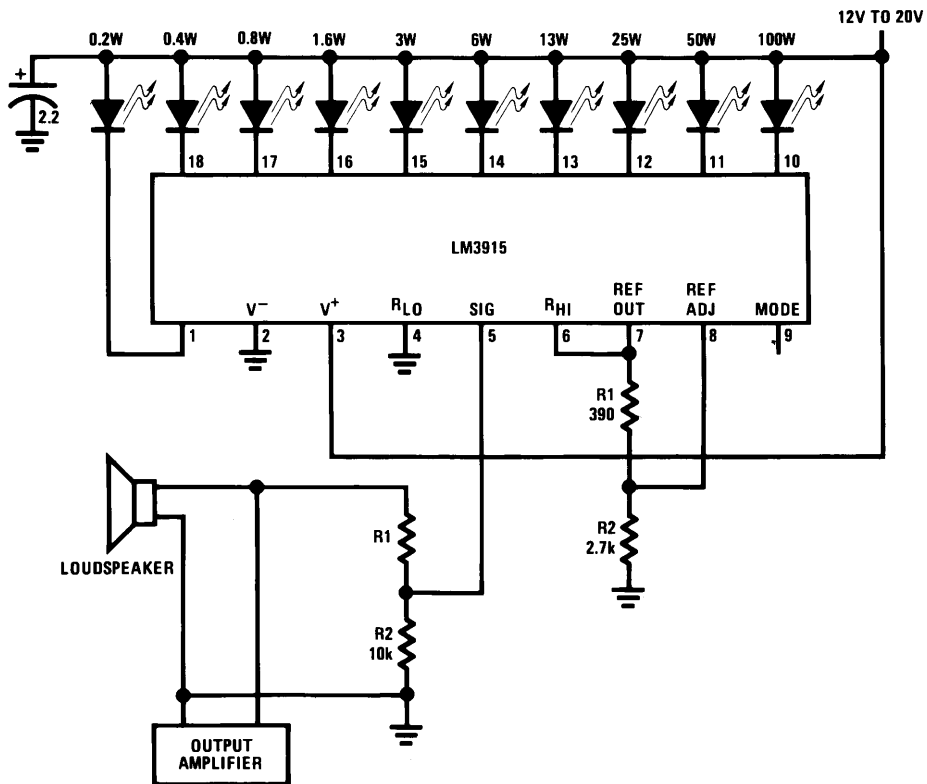 12V TO 20V
0.2W 0.4W 0.8W 1.6W 3W 6W 13W 25W 50W 100W
+
2.2
18 17 16 15 14 13 12 11 10
LM3915
V− V+ RLO SIG RHI REF OUT REF ADJ MODE
1 2 3 4 5 6 7 8 9
R1
390
R2
2.7k
LOUDSPEAKER
R1
R2
10k
OUTPUT
AMPLIFIER